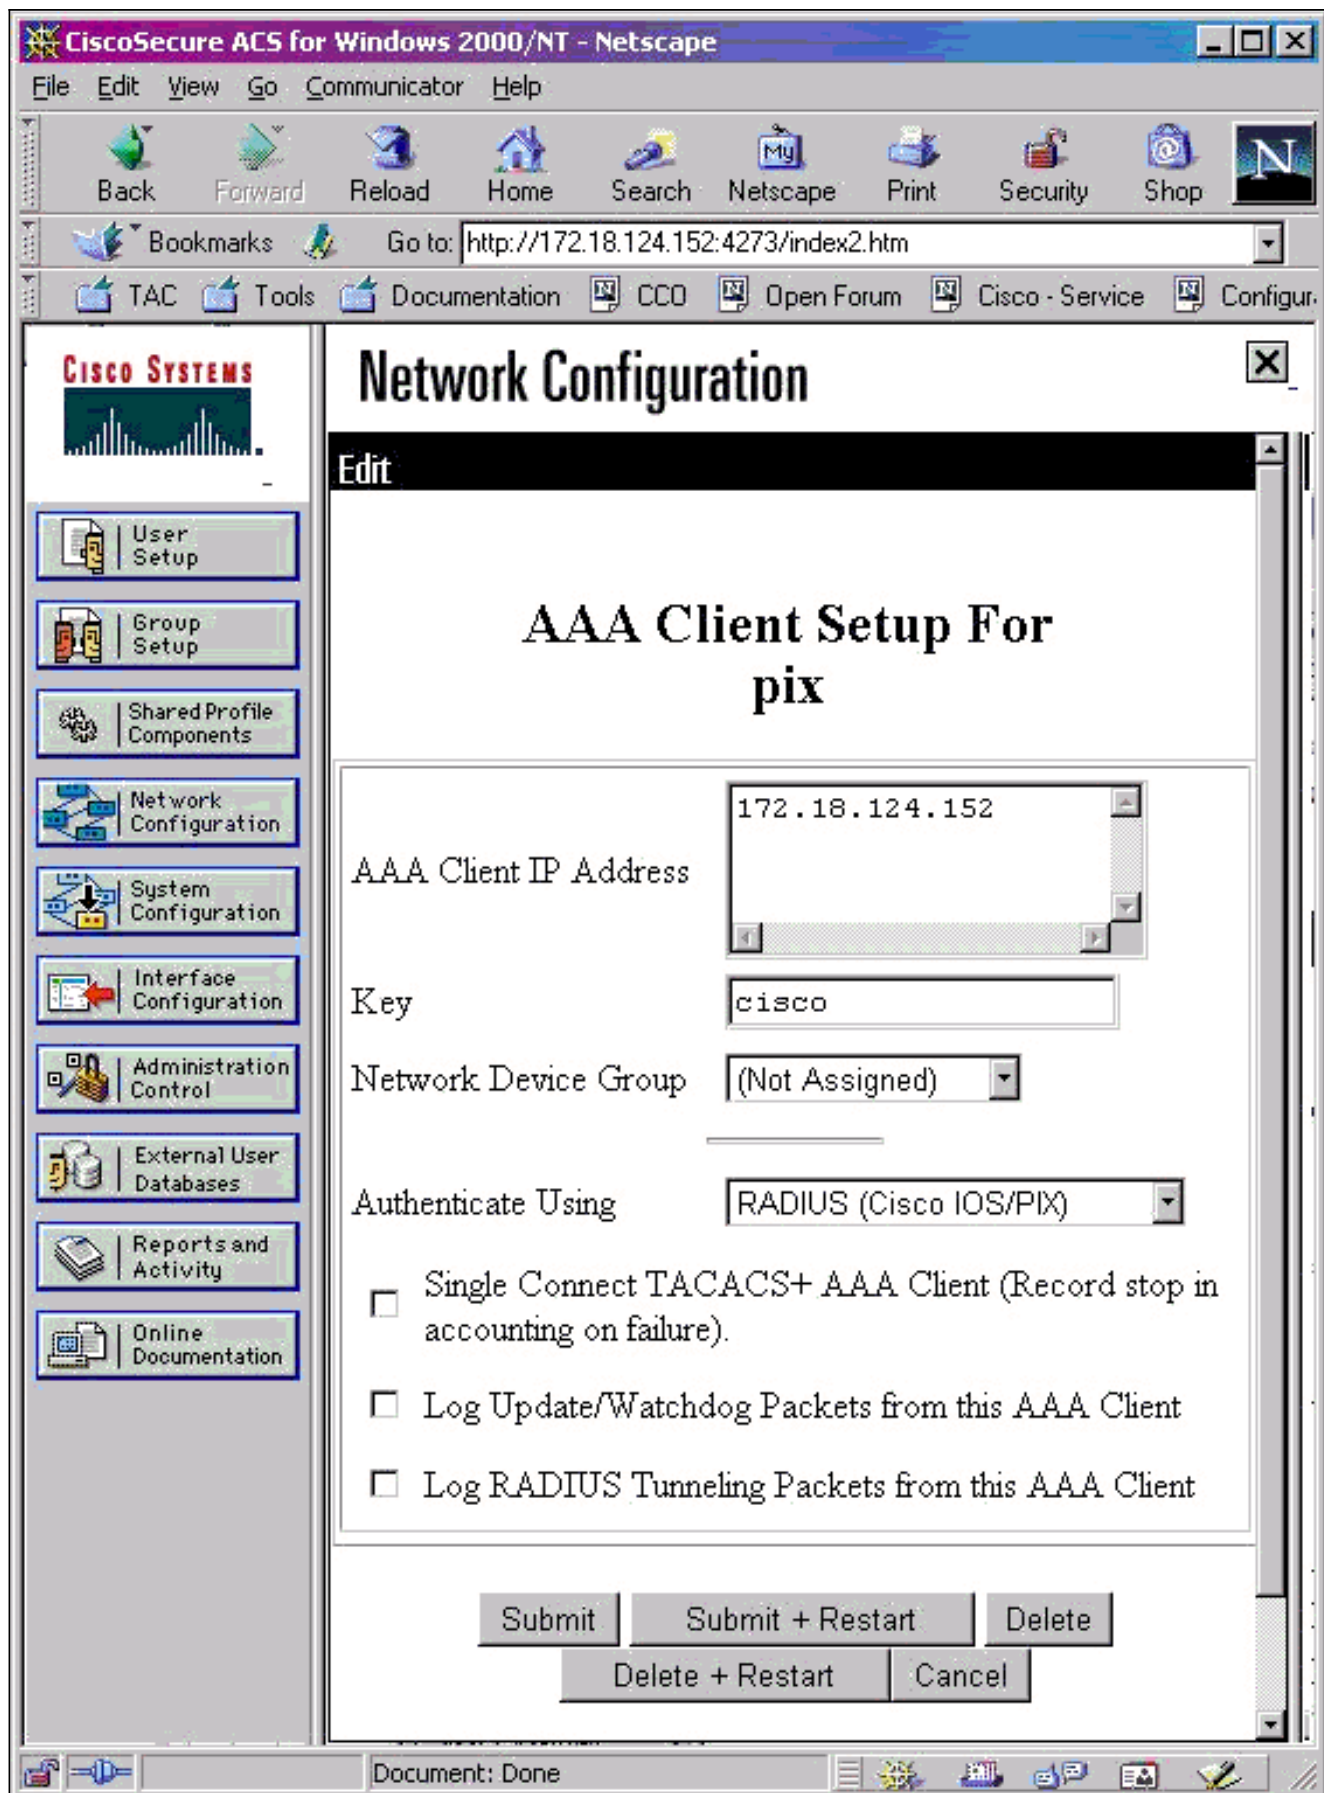 CiscoSecure ACS for Windows 2000/NT - Netscape
File Edit View Go Communicator Help
Back Forward Reload Home Search Netscape Print Security Shop
My
N
Bookmarks Go to: http://172.18.124.152:4273/index2.htm
TAC Tools Documentation CCO Open Forum Cisco - Service Configur
CISCO SYSTEMS
User
Setup
Group
Setup
Shared Profile
Components
Network
Configuration
System
Configuration
Interface
Configuration
Administration
Control
External User
Databases
Reports and
Activity
Online
Documentation
Network Configuration
Edit
AAA Client Setup For
pix
AAA Client IP Address 172.18.124.152
Key cisco
Network Device Group (Not Assigned)
Authenticate Using RADIUS (Cisco IOS/PIX)
Single Connect TACACS+ AAA Client (Record stop in
accounting on failure).
Log Update/Watchdog Packets from this AAA Client
Log RADIUS Tunneling Packets from this AAA Client
Submit Submit + Restart Delete
Delete + Restart Cancel
Document: Done